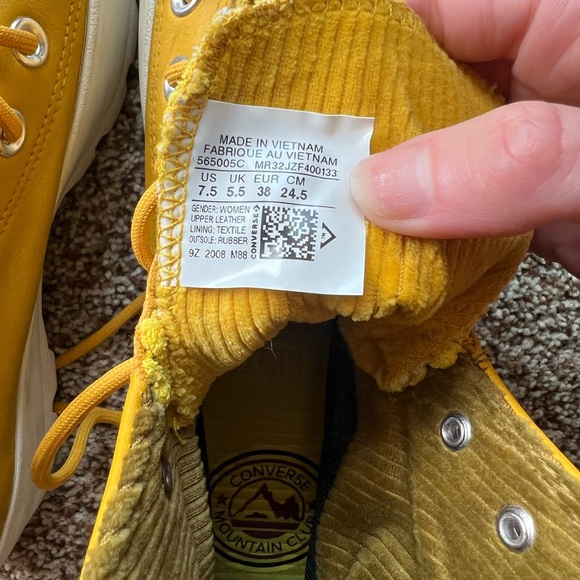 MADE IN VIETNAM
FABRIQUE AU VIETNAM
565005C MR32JZF400133
US UK EUR CM
7.5 5.5 38 24.5
GENDER: WOMEN
UPPER: LEATHER
LINING: TEXTILE
OUTSOLE: RUBBER
CONVERSE
9Z 2008 M88
CONVERSE
MOUNTAIN CLUB